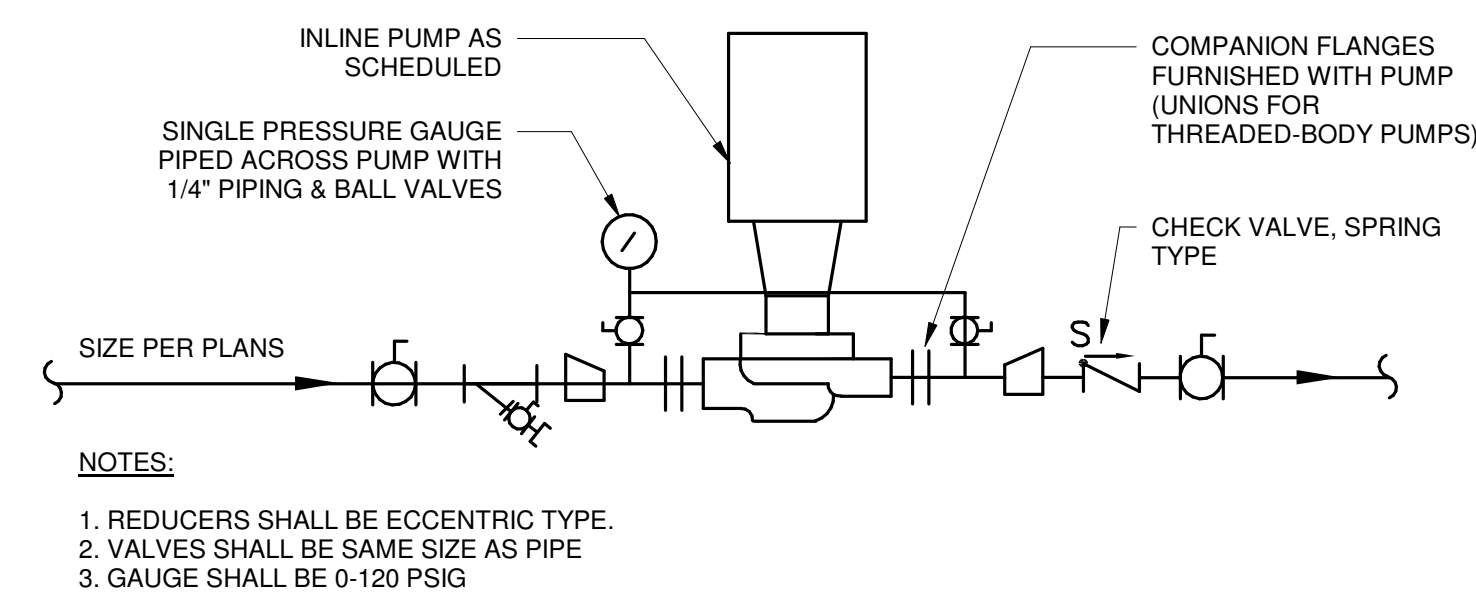 INLINE PUMP AS
SCHEDULED
SINGLE PRESSURE GAUGE
PIPED ACROSS PUMP WITH
1/4" PIPING & BALL VALVES
COMPANION FLANGES
FURNISHED WITH PUMP
(UNIONS FOR
THREADED-BODY PUMPS)
CHECK VALVE, SPRING
TYPE
S
SIZE PER PLANS
NOTES:
1. REDUCERS SHALL BE ECCENTRIC TYPE.
2. VALVES SHALL BE SAME SIZE AS PIPE
3. GAUGE SHALL BE 0-120 PSIG